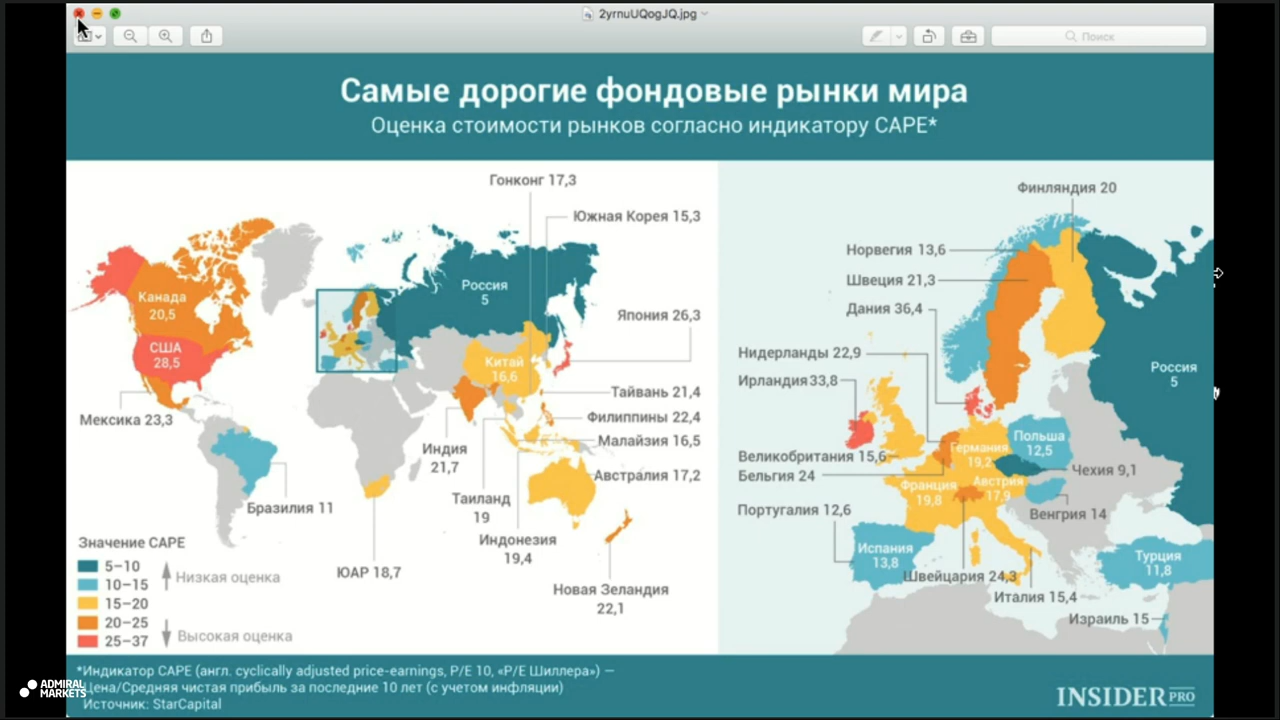 2yrnuUQogJQ.jpg
Поиск
Самые дорогие фондовые рынки мира
Оценка стоимости рынков согласно индикатору CAPE*
Гонконг 17,3
Южная Корея 15,3
Россия
5
Канада
20,5
Япония 26,3
США
28,5
Китай
16,6
Тайвань 21,4
Мексика 23,3
Филиппины 22,4
Малайзия 16,5
Индия
21,7
Австралия 17,2
Таиланд
19
Бразилия 11
Индонезия
19,4
ЮАР 18,7
Новая Зеландия
22,1
Значение CAPE
5–10
10–15
15–20
20–25
25–37
Низкая оценка
Высокая оценка
Финляндия 20
Норвегия 13,6
Швеция 21,3
Дания 36,4
Нидерланды 22,9
Ирландия 33,8
Россия
5
Польша
12,5
Германия
19,2
Великобритания 15,6
Бельгия 24
Чехия 9,1
Франция
19,8
Австрия
17,9
Португалия 12,6
Венгрия 14
Испания
13,8
Турция
11,8
Швейцария 24,3
Италия 15,4
Израиль 15
*Индикатор CAPE (англ. cyclically adjusted price-earnings, P/E 10, «P/E Шиллера») —
Цена/Средняя чистая прибыль за последние 10 лет (с учетом инфляции)
Источник: StarCapital
ADMIRAL
MARKETS
INSIDER PRO